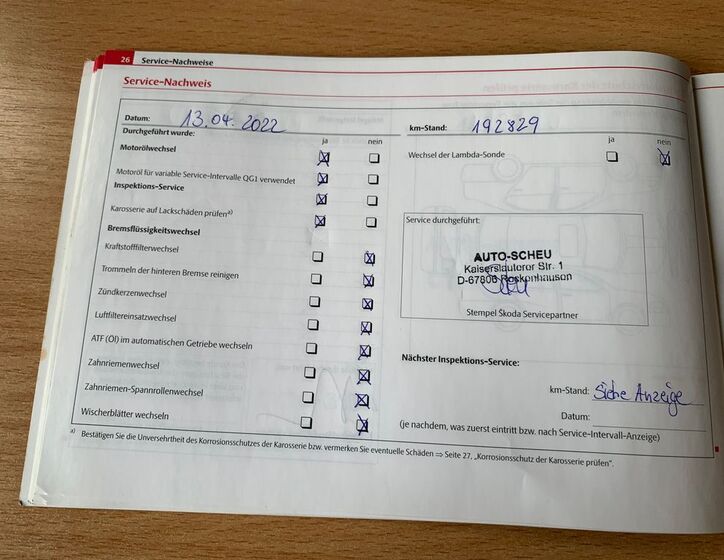 26 Service-Nachweise
Service-Nachweis
Datum: 13.04.2022
km-Stand: 192829
Durchgeführt wurde: ja nein
ja nein
Motorölwechsel
Wechsel der Lambda-Sonde
Motoröl für variable Service-Intervalle QG1 verwendet
Inspektions-Service
Karosserie auf Lackschäden prüfen a)
Bremsflüssigkeitswechsel
Kraftstofffilterwechsel
Trommeln der hinteren Bremse reinigen
Zündkerzenwechsel
Luftfiltereinsatzwechsel
ATF (Öl) im automatischen Getriebe wechseln
Zahnriemenwechsel
Zahnriemen-Spannrollenwechsel
Wischerblätter wechseln
Service durchgeführt:
AUTO-SCHEU
Kaiserslauterer Str. 1
D-67806 Rockenhausen
Stempel Škoda Servicepartner
Nächster Inspektions-Service:
km-Stand: Siehe Anzeige
Datum:
(je nachdem, was zuerst eintritt bzw. nach Service-Intervall-Anzeige)
a) Bestätigen Sie die Unversehrtheit des Korrosionsschutzes der Karosserie bzw. vermerken Sie eventuelle Schäden ⇒ Seite 27, „Korrosionsschutz der Karosserie prüfen".